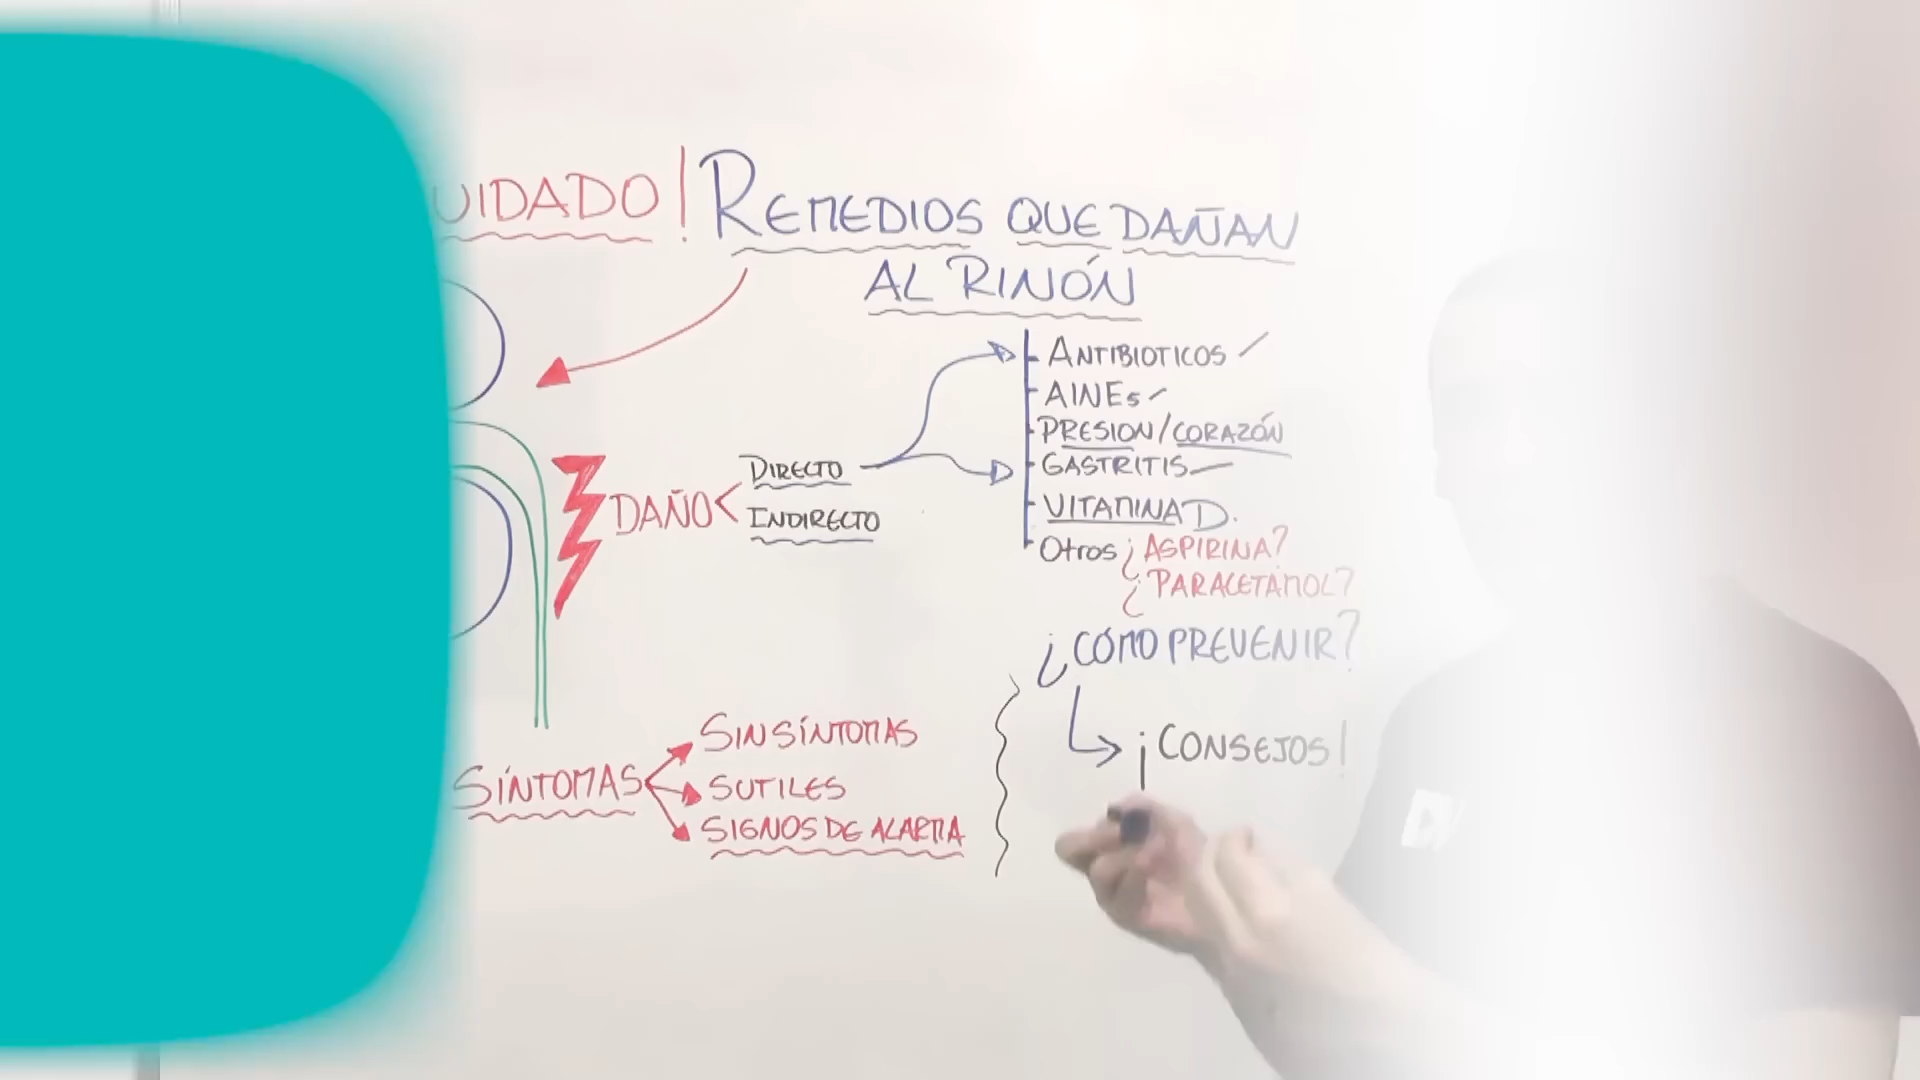 UIDADO! REMEDIOS QUE DAÑAN
AL RINÓN
ANTIBIOTICOS
AINEs
PRESION/CORAZÓN
GASTRITIS
VITAMINA D.
Otros ¿ASPIRINA?
¿PARACETAMOL?
DAÑO
DIRECTO
INDIRECTO
¿CÓMO PREVENIR?
¡CONSEJOS!
SÍNTOMAS
SIN SÍNTOMAS
SUTILES
SIGNOS DE ALARMA